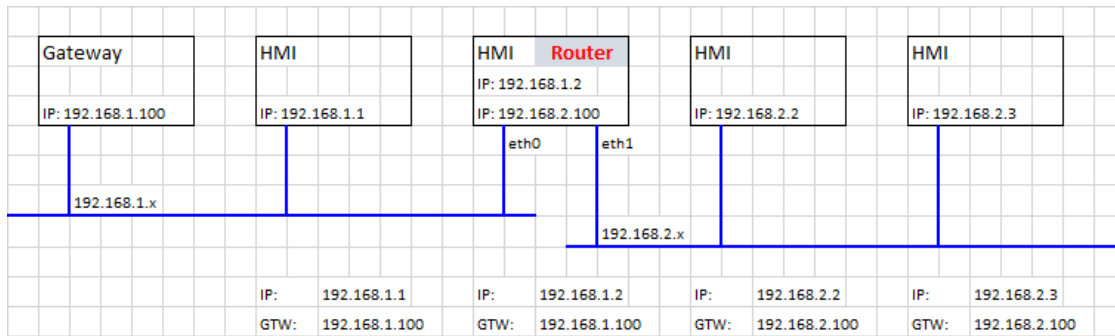 Gateway
IP: 192.168.1.100
HMI
IP: 192.168.1.1
HMI Router
IP: 192.168.1.2
IP: 192.168.2.100
HMI
IP: 192.168.2.2
HMI
IP: 192.168.2.3
eth0
eth1
192.168.1.x
192.168.2.x
IP: 192.168.1.1
GTW: 192.168.1.100
IP: 192.168.1.2
GTW: 192.168.1.100
IP: 192.168.2.2
GTW: 192.168.2.100
IP: 192.168.2.3
GTW: 192.168.2.100